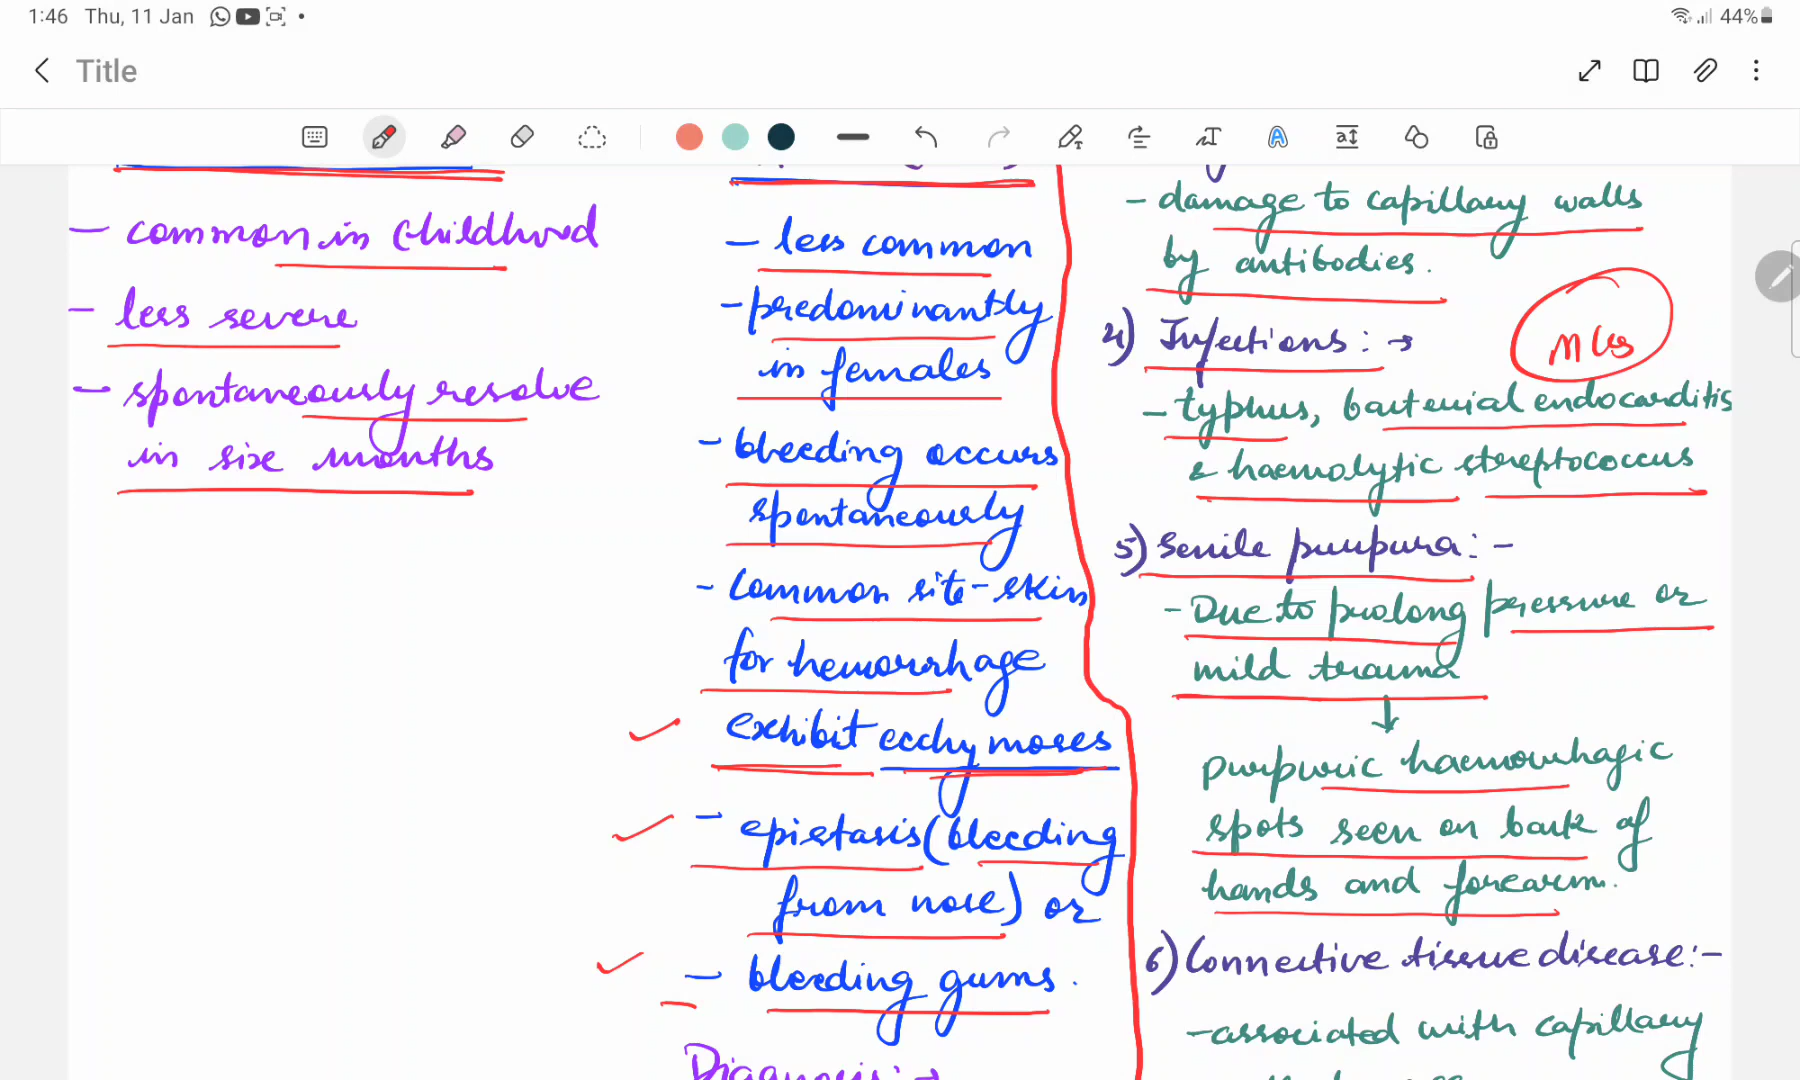 1:46 Thu, 11 Jan
44%
Title
- common in childhood
- less severe
- spontaneously resolve
in six months
- less common
- predominantly
in females
- bleeding occurs
spontaneously
- common site - skin
for hemorrhage
exhibit ecchymoses
- epistasis (bleeding
from nose) or
- bleeding gums.
Diagnosis: →
- damage to capillary walls
by antibodies.
4) Infections: →
- typhus, bacterial endocarditis
& haemolytic streptococcus
5) Senile purpura: -
- Due to prolong pressure or
mild trauma
↓
purpuric haemorrhagic
spots seen on back of
hands and forearm.
6) Connective tissue disease: -
- associated with capillary